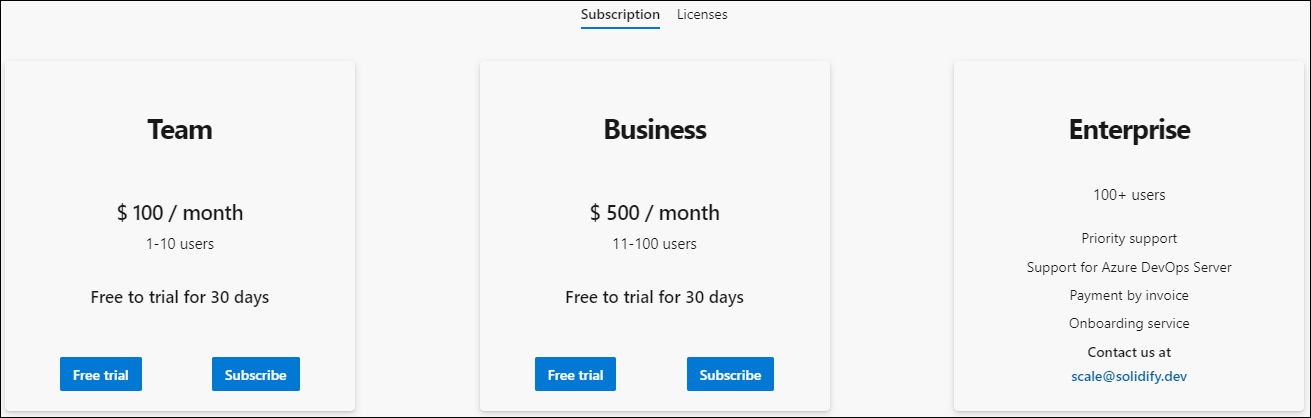 Subscription Licenses
Team
$ 100 / month
1-10 users
Free to trial for 30 days
Free trial Subscribe
Business
$ 500 / month
11-100 users
Free to trial for 30 days
Free trial Subscribe
Enterprise
100+ users
Priority support
Support for Azure DevOps Server
Payment by invoice
Onboarding service
Contact us at
scale@solidify.dev